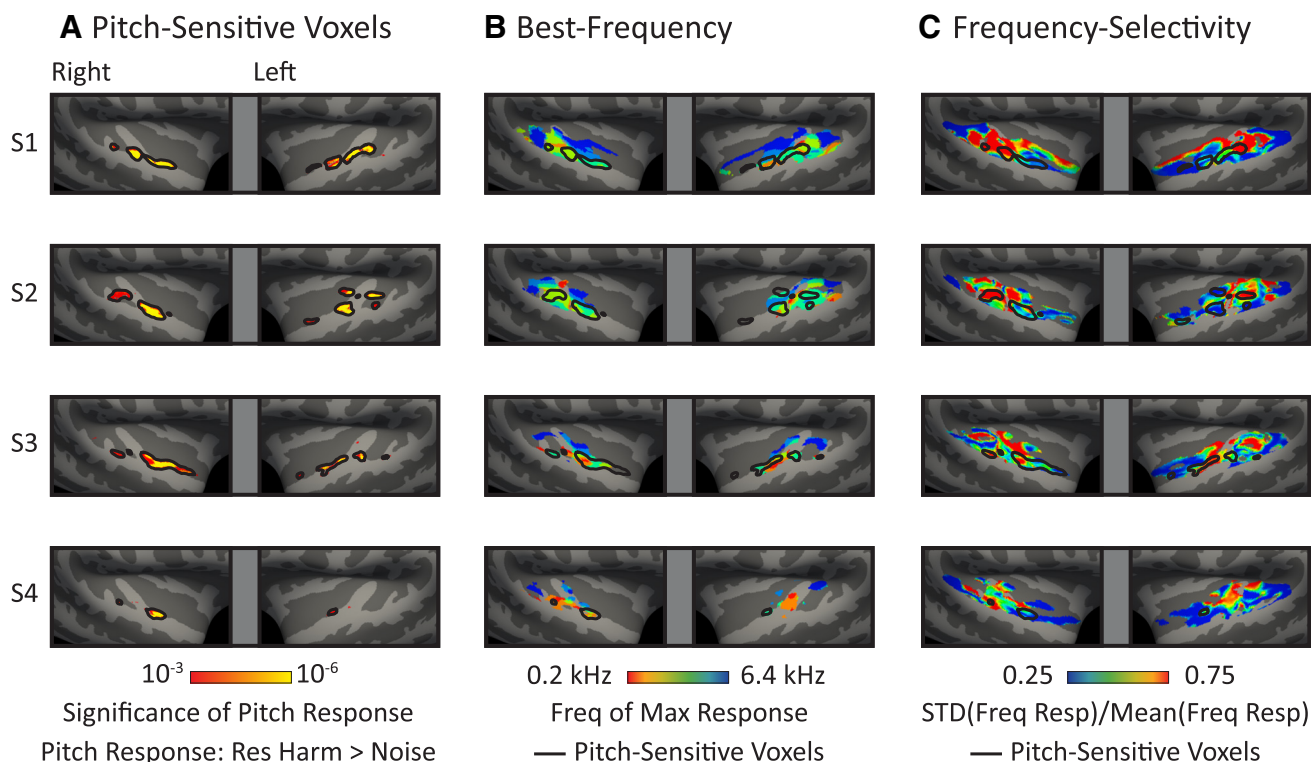 A Pitch-Sensitive Voxels B Best-Frequency C Frequency-Selectivity
Right Left
S1
S2
S3
S4
10-3 10-6 0.2 kHz 6.4 kHz 0.25 0.75
Significance of Pitch Response Freq of Max Response STD(Freq Resp)/Mean(Freq Resp)
Pitch Response: Res Harm > Noise Pitch-Sensitive Voxels Pitch-Sensitive Voxels